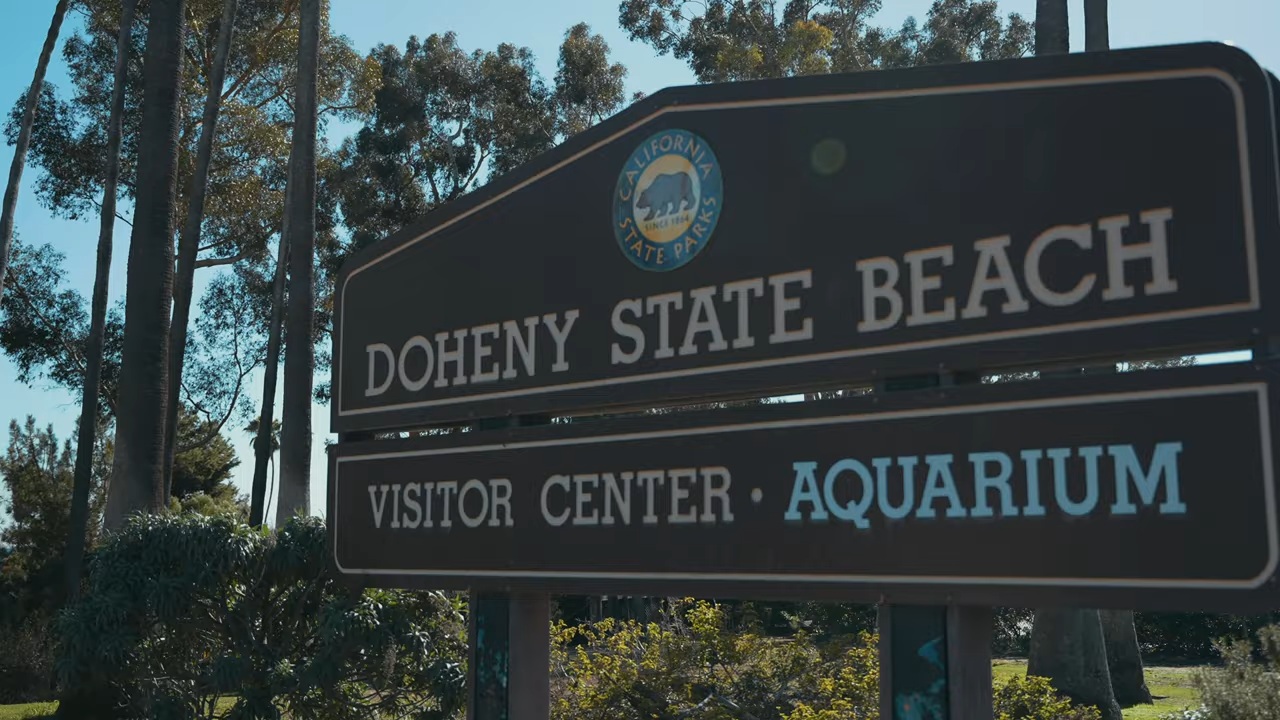 CALIFORNIA
SINCE 1864
STATE PARKS
DOHENY STATE BEACH
VISITOR CENTER · AQUARIUM